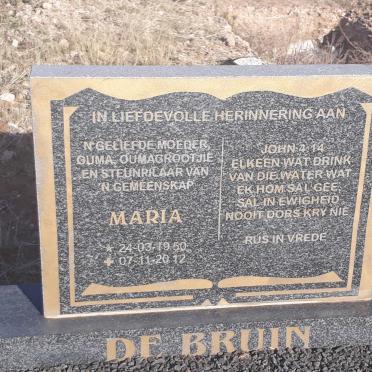 IN LIEFDEVOLLE HERINNERING AAN
'N GELIEFDE MOEDER,
OUMA, OUMAGROOTJIE
EN STEUNPILAAR VAN
'N GEMEENSKAP
MARIA
24-03-1950
07-11-2012
JOHN 4:14
ELKEEN WAT DRINK
VAN DIE WATER WAT
EK HOM SAL GEE,
SAL IN EWIGHEID
NOOIT DORS KRY NIE
RUS IN VREDE
DE BRUIN